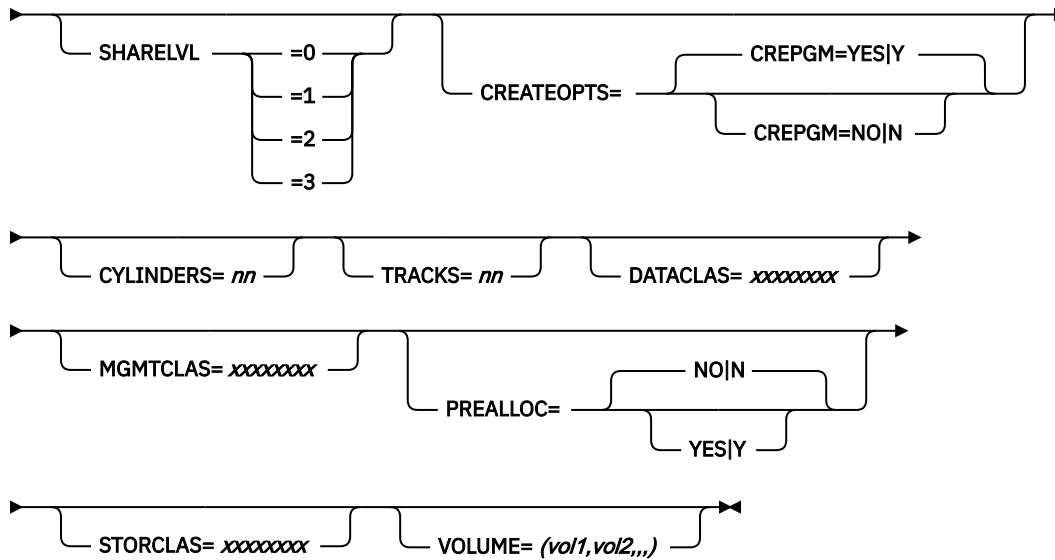 SHARELVL =0 CREPGM=YES|Y
=1 CREATEOPTS=
=2 CREPGM=NO|N
=3
CYLINDERS= nn TRACKS= nn DATACLAS= xxxxxxxx
MGMTCLAS= xxxxxxxx NO|N
PREALLOC=
YES|Y
STORCLAS= xxxxxxxx VOLUME= (vol1,vol2,,,)